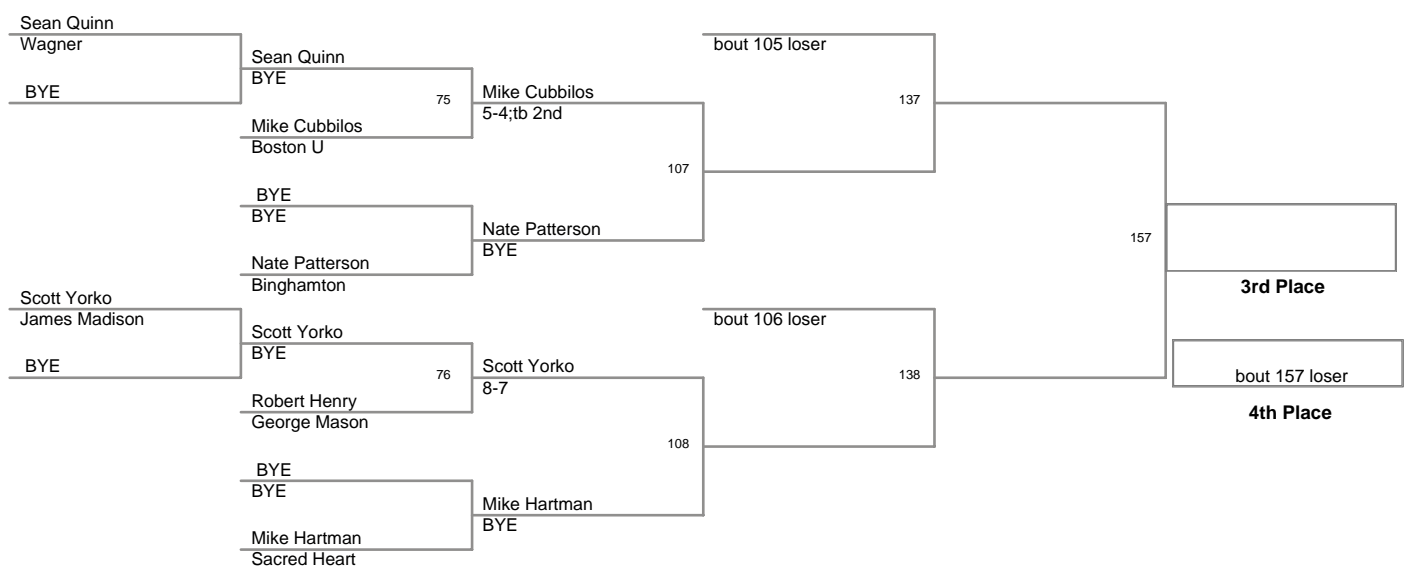 Sean Quinn
Wagner
BYE
Sean Quinn
BYE
75
Mike Cubbilos
Boston U
Mike Cubbilos
5-4;tb 2nd
107
BYE
BYE
Nate Patterson
Binghamton
Nate Patterson
BYE
bout 105 loser
137
157
3rd Place
Scott Yorko
James Madison
BYE
Scott Yorko
BYE
76
Robert Henry
George Mason
Scott Yorko
8-7
108
BYE
BYE
Mike Hartman
Sacred Heart
Mike Hartman
BYE
bout 106 loser
138
bout 157 loser
4th Place